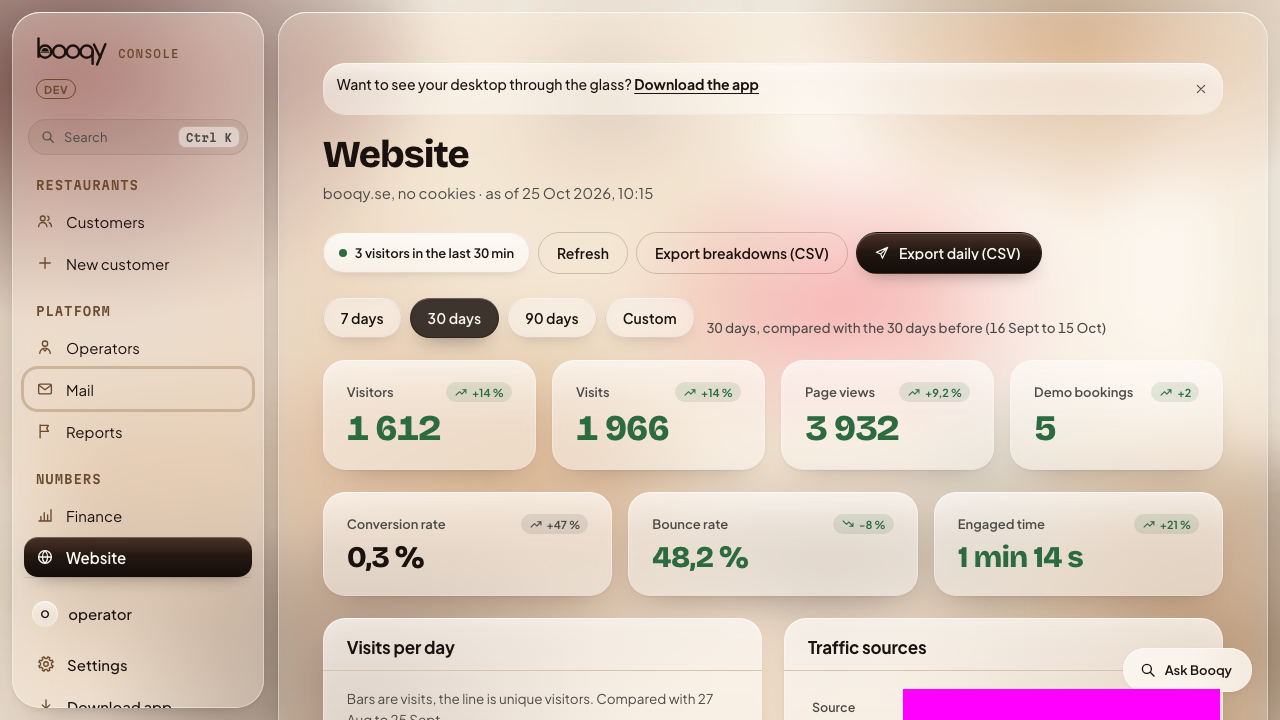 booqy CONSOLE
DEV
Search Ctrl K
RESTAURANTS
Customers
New customer
PLATFORM
Operators
Mail
Reports
NUMBERS
Finance
Website
o operator
Settings
Download app
Want to see your desktop through the glass? Download the app
Website
booqy.se, no cookies · as of 25 Oct 2026, 10:15
3 visitors in the last 30 min
Refresh
Export breakdowns (CSV)
Export daily (CSV)
7 days
30 days
90 days
Custom
30 days, compared with the 30 days before (16 Sept to 15 Oct)
Visitors +14 %
1 612
Visits +14 %
1 966
Page views +9,2 %
3 932
Demo bookings +2
5
Conversion rate +47 %
0,3 %
Bounce rate -8 %
48,2 %
Engaged time +21 %
1 min 14 s
Visits per day
Bars are visits, the line is unique visitors. Compared with 27
Aug to 25 Sept.
Traffic sources
Source
Ask Booqy